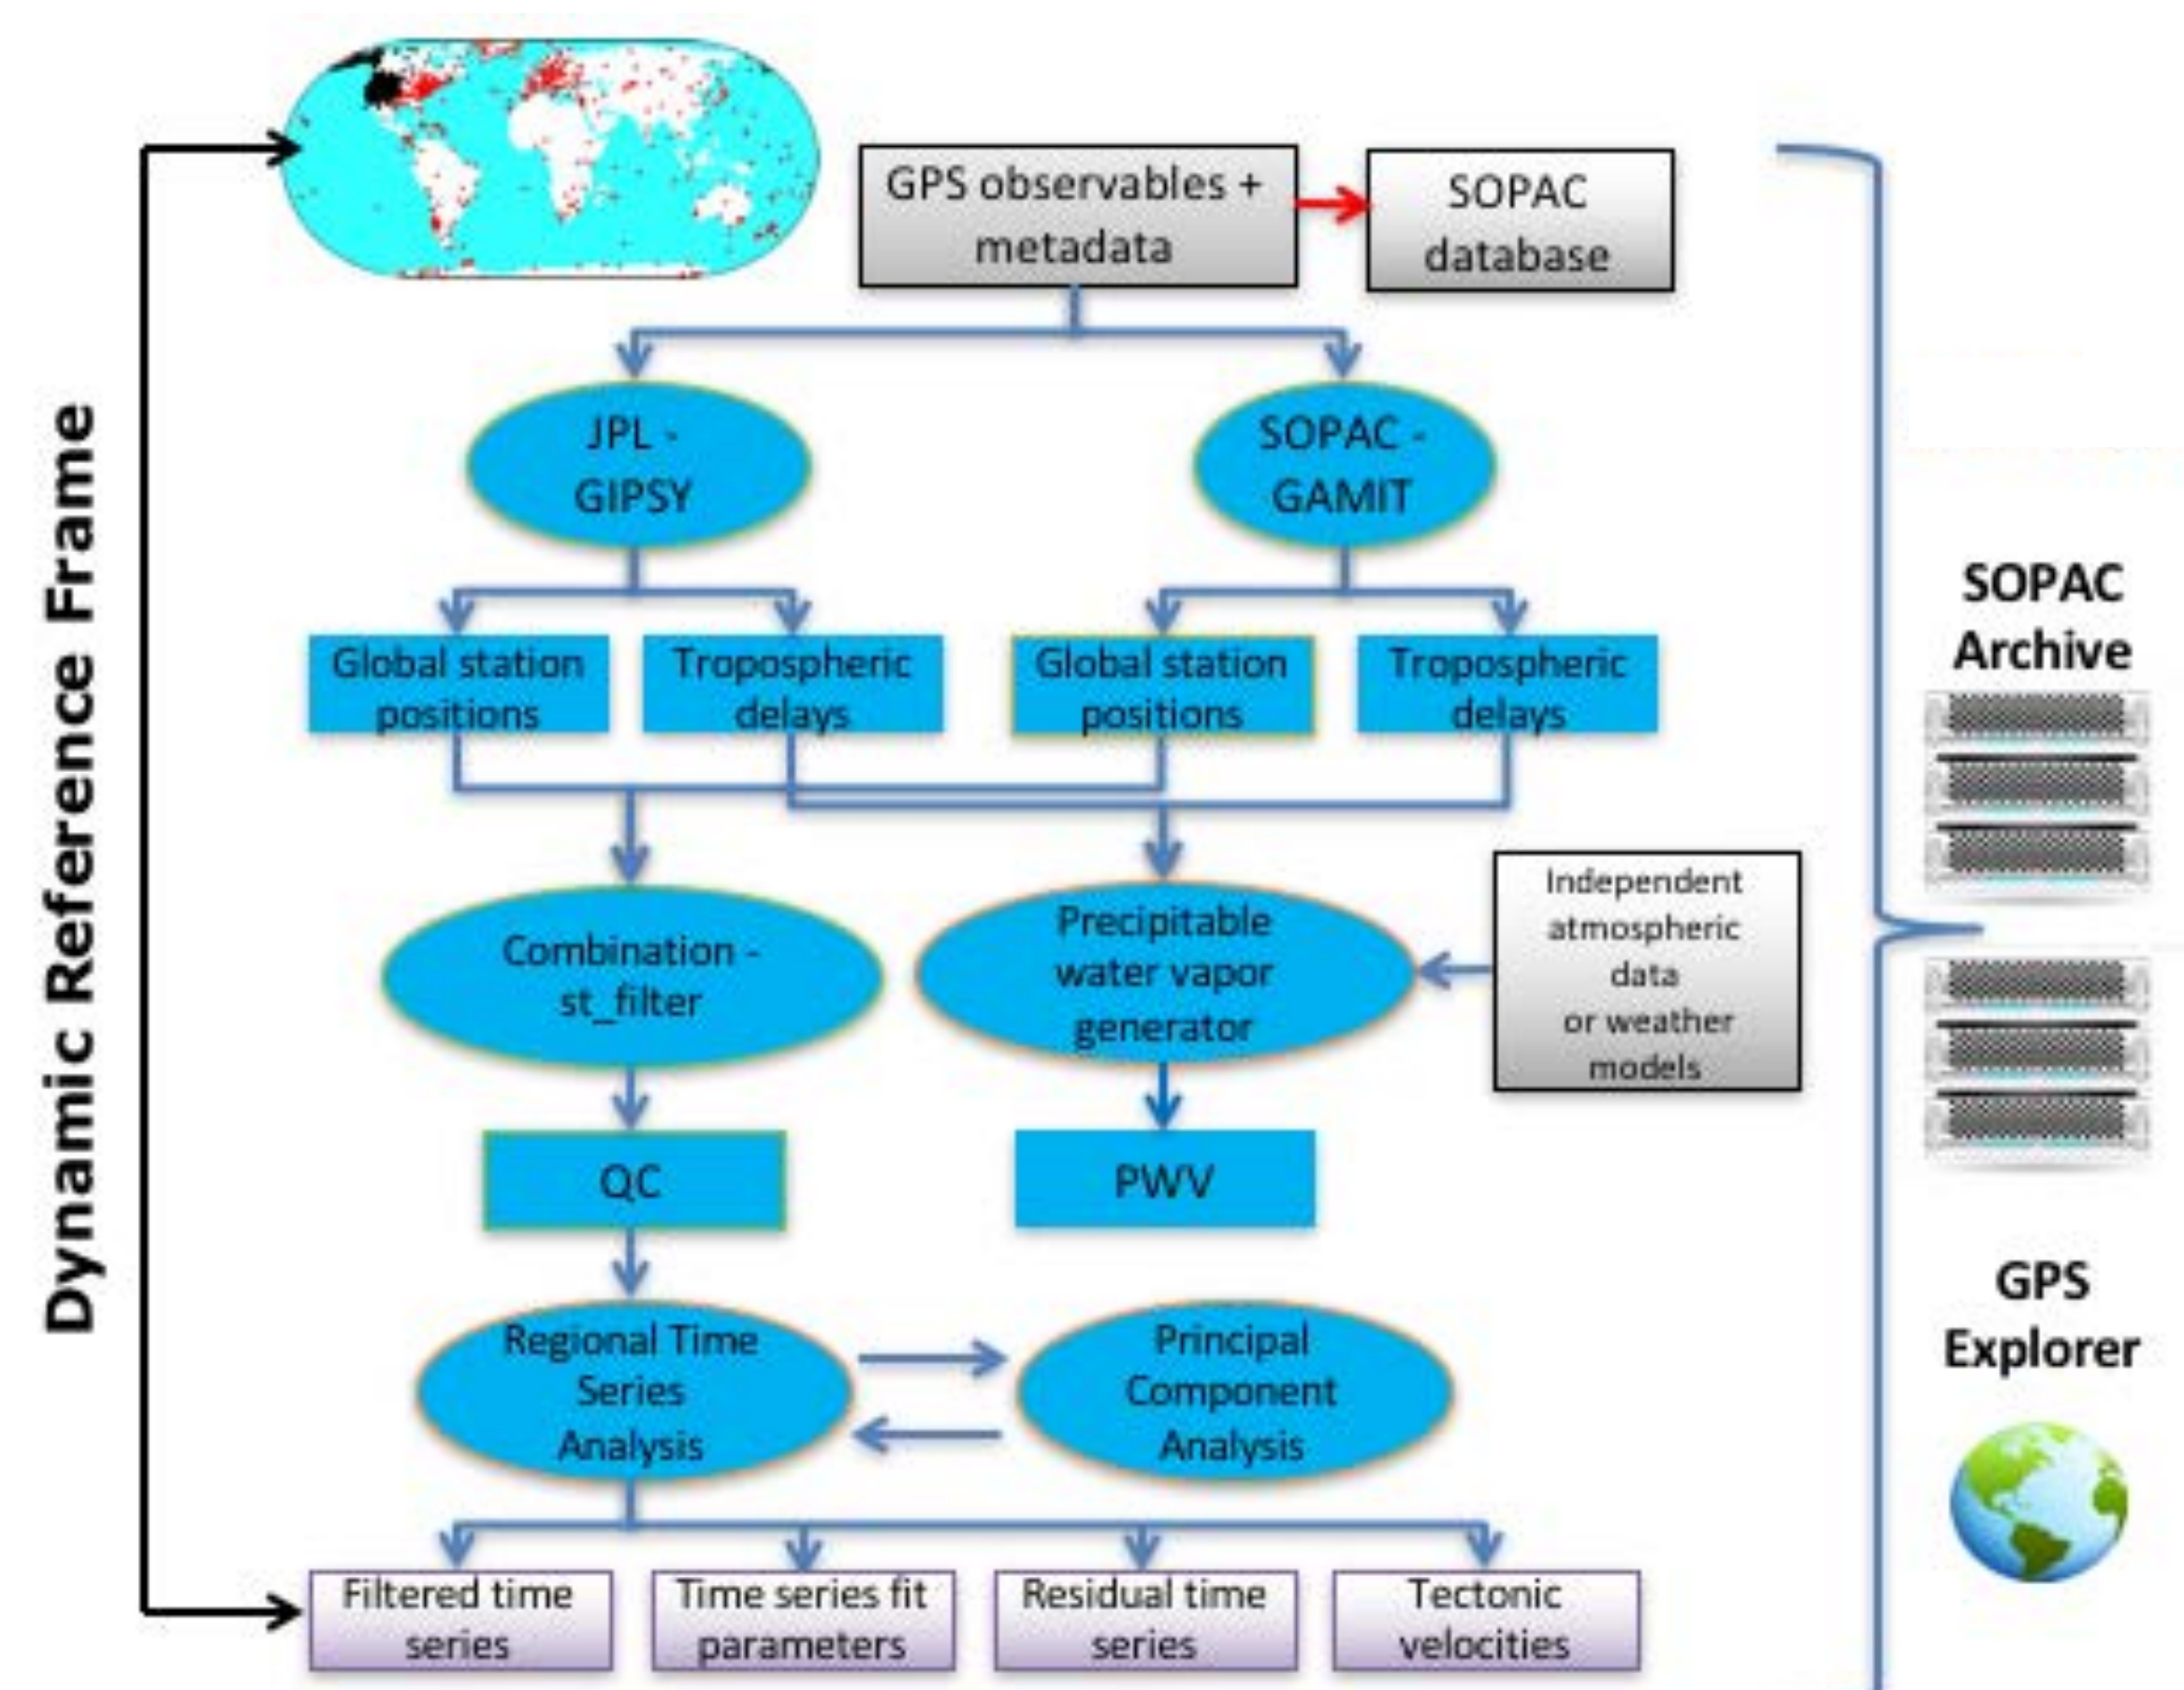 Dynamic Reference Frame
GPS observables +
metadata
SOPAC
database
JPL -
GIPSY
SOPAC -
GAMIT
Global station
positions
Tropospheric
delays
Global station
positions
Tropospheric
delays
Combination -
st_filter
Precipitable
water vapor
generator
Independent
atmospheric
data
or weather
models
QC
PWV
Regional Time
Series
Analysis
Principal
Component
Analysis
Filtered time
series
Time series fit
parameters
Residual time
series
Tectonic
velocities
SOPAC
Archive
GPS
Explorer